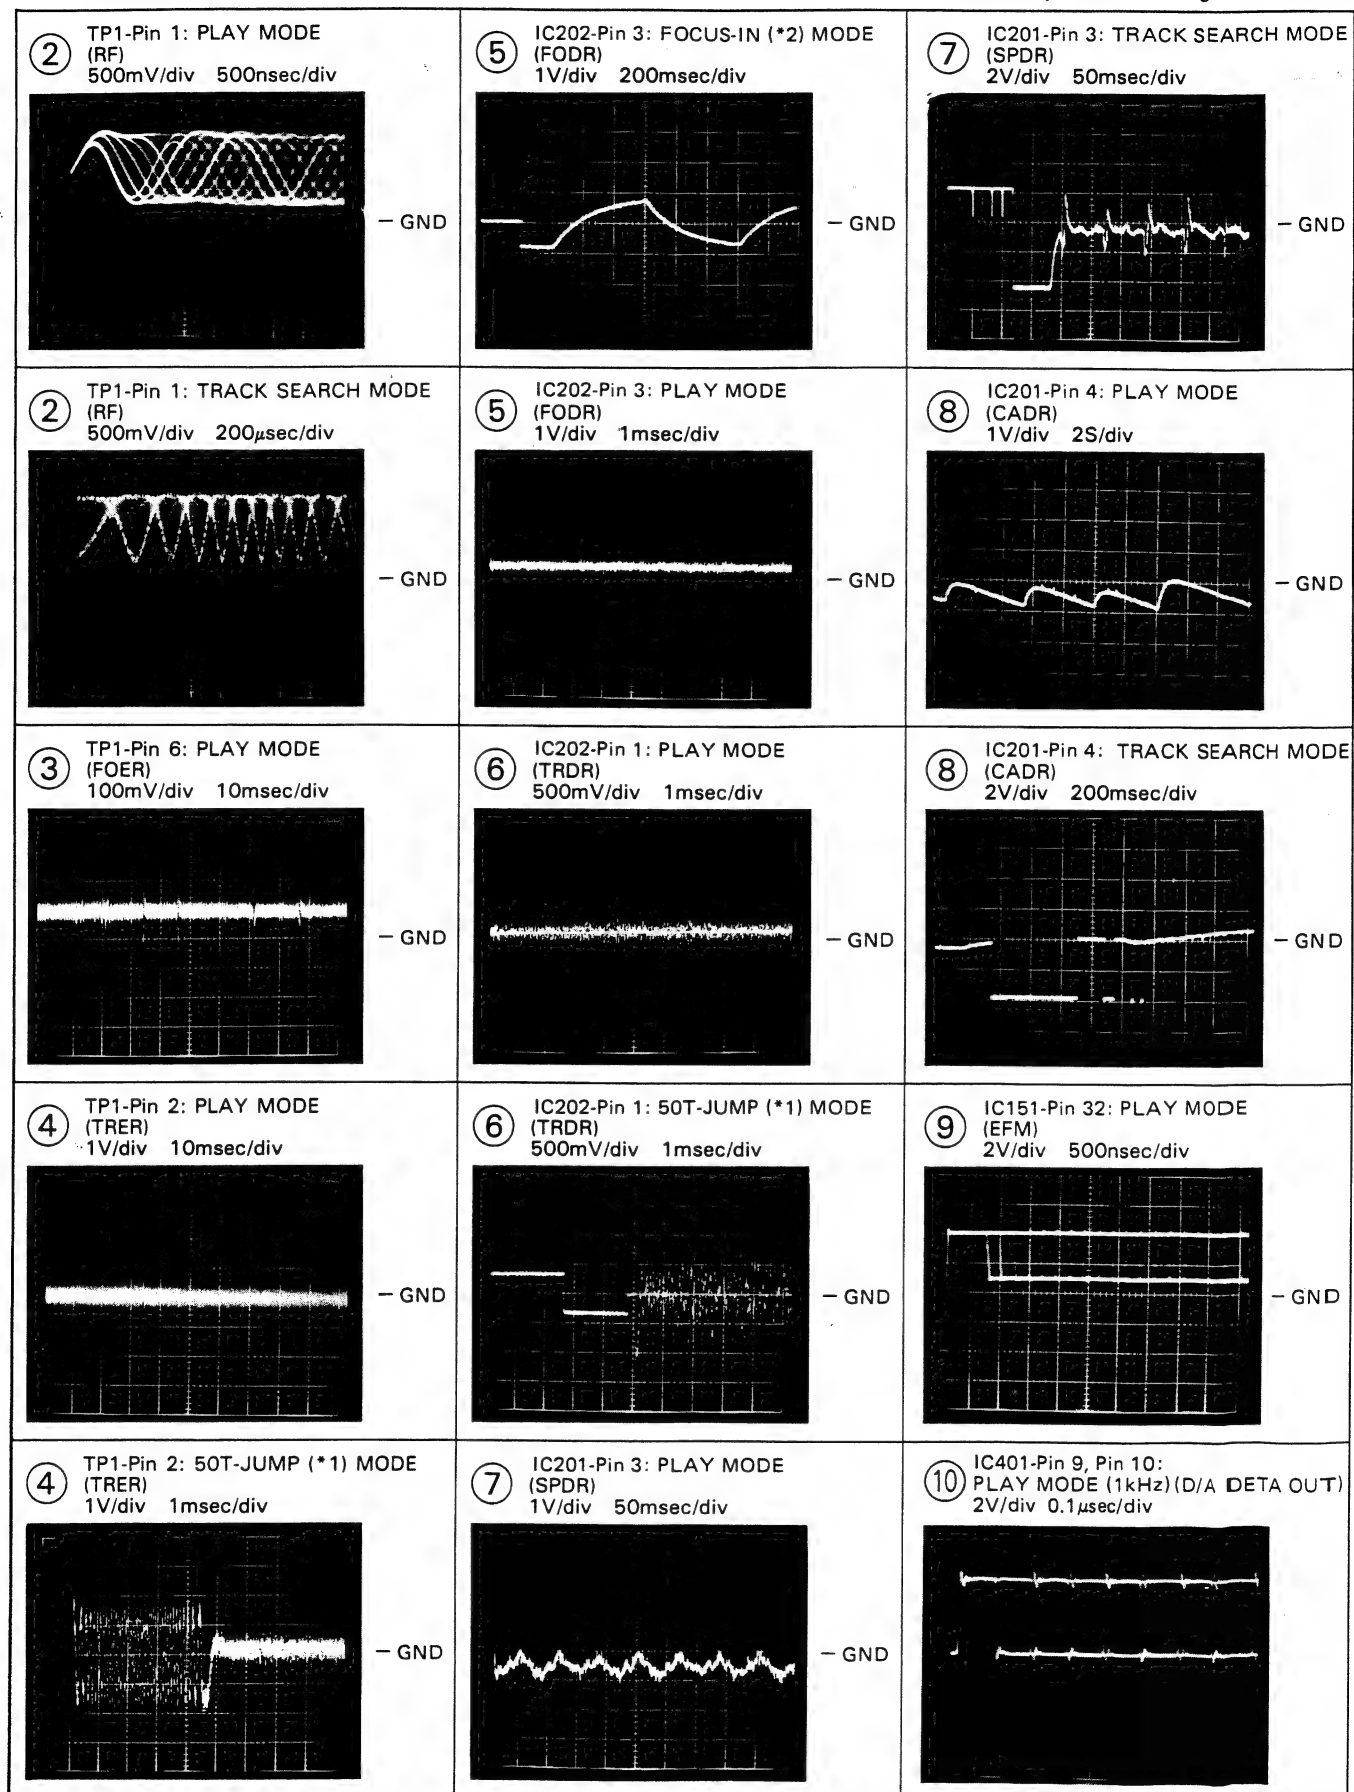 ② TP1-Pin 1: PLAY MODE
(RF)
500mV/div 500nsec/div
— GND
⑤ IC202-Pin 3: FOCUS-IN (*2) MODE
(FODR)
1V/div 200msec/div
— GND
⑦ IC201-Pin 3: TRACK SEARCH MODE
(SPDR)
2V/div 50msec/div
— GND
② TP1-Pin 1: TRACK SEARCH MODE
(RF)
500mV/div 200μsec/div
— GND
⑤ IC202-Pin 3: PLAY MODE
(FODR)
1V/div 1msec/div
— GND
⑧ IC201-Pin 4: PLAY MODE
(CADR)
1V/div 2S/div
— GND
③ TP1-Pin 6: PLAY MODE
(FOER)
100mV/div 10msec/div
— GND
⑥ IC202-Pin 1: PLAY MODE
(TRDR)
500mV/div 1msec/div
— GND
⑧ IC201-Pin 4: TRACK SEARCH MODE
(CADR)
2V/div 200msec/div
— GND
④ TP1-Pin 2: PLAY MODE
(TRER)
1V/div 10msec/div
— GND
⑥ IC202-Pin 1: 50T-JUMP (*1) MODE
(TRDR)
500mV/div 1msec/div
— GND
⑨ IC151-Pin 32: PLAY MODE
(EFM)
2V/div 500nsec/div
— GND
④ TP1-Pin 2: 50T-JUMP (*1) MODE
(TRER)
1V/div 1msec/div
— GND
⑦ IC201-Pin 3: PLAY MODE
(SPDR)
1V/div 50msec/div
— GND
⑩ IC401-Pin 9, Pin 10:
PLAY MODE (1kHz) (D/A DETA OUT)
2V/div 0.1μsec/div